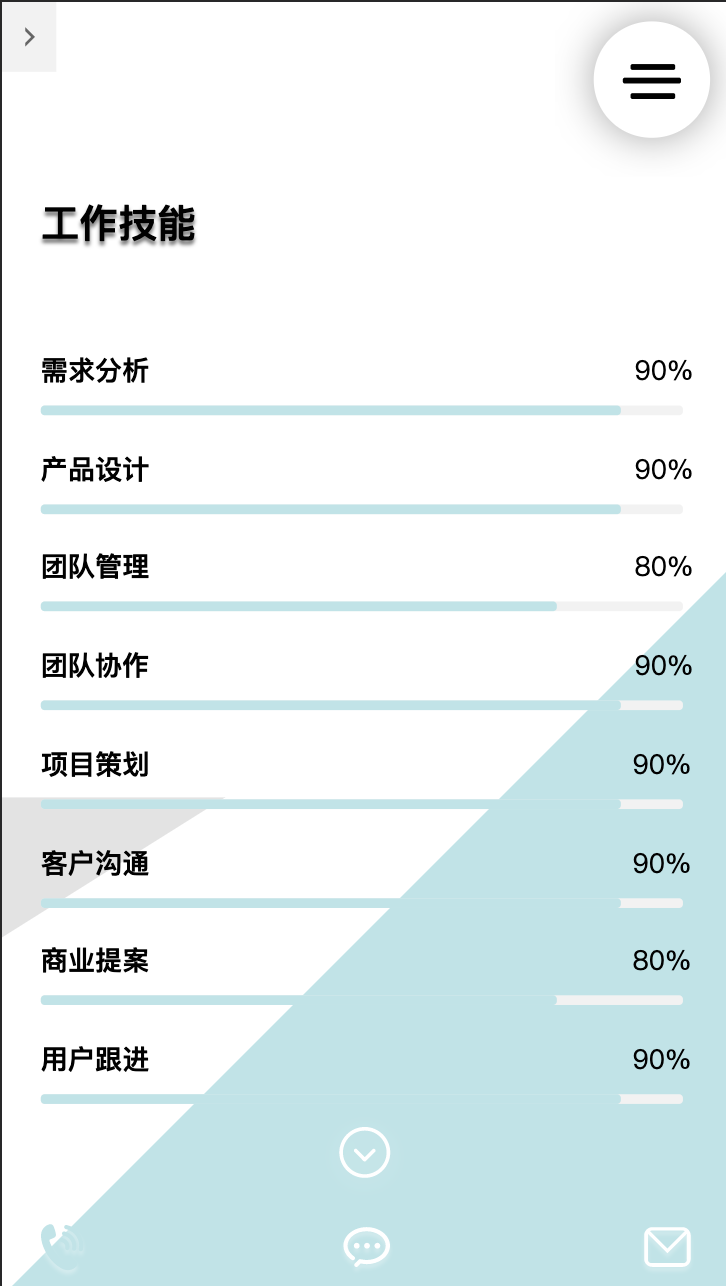 工作技能
需求分析 90%
产品设计 90%
团队管理 80%
团队协作 90%
项目策划 90%
客户沟通 90%
商业提案 80%
用户跟进 90%